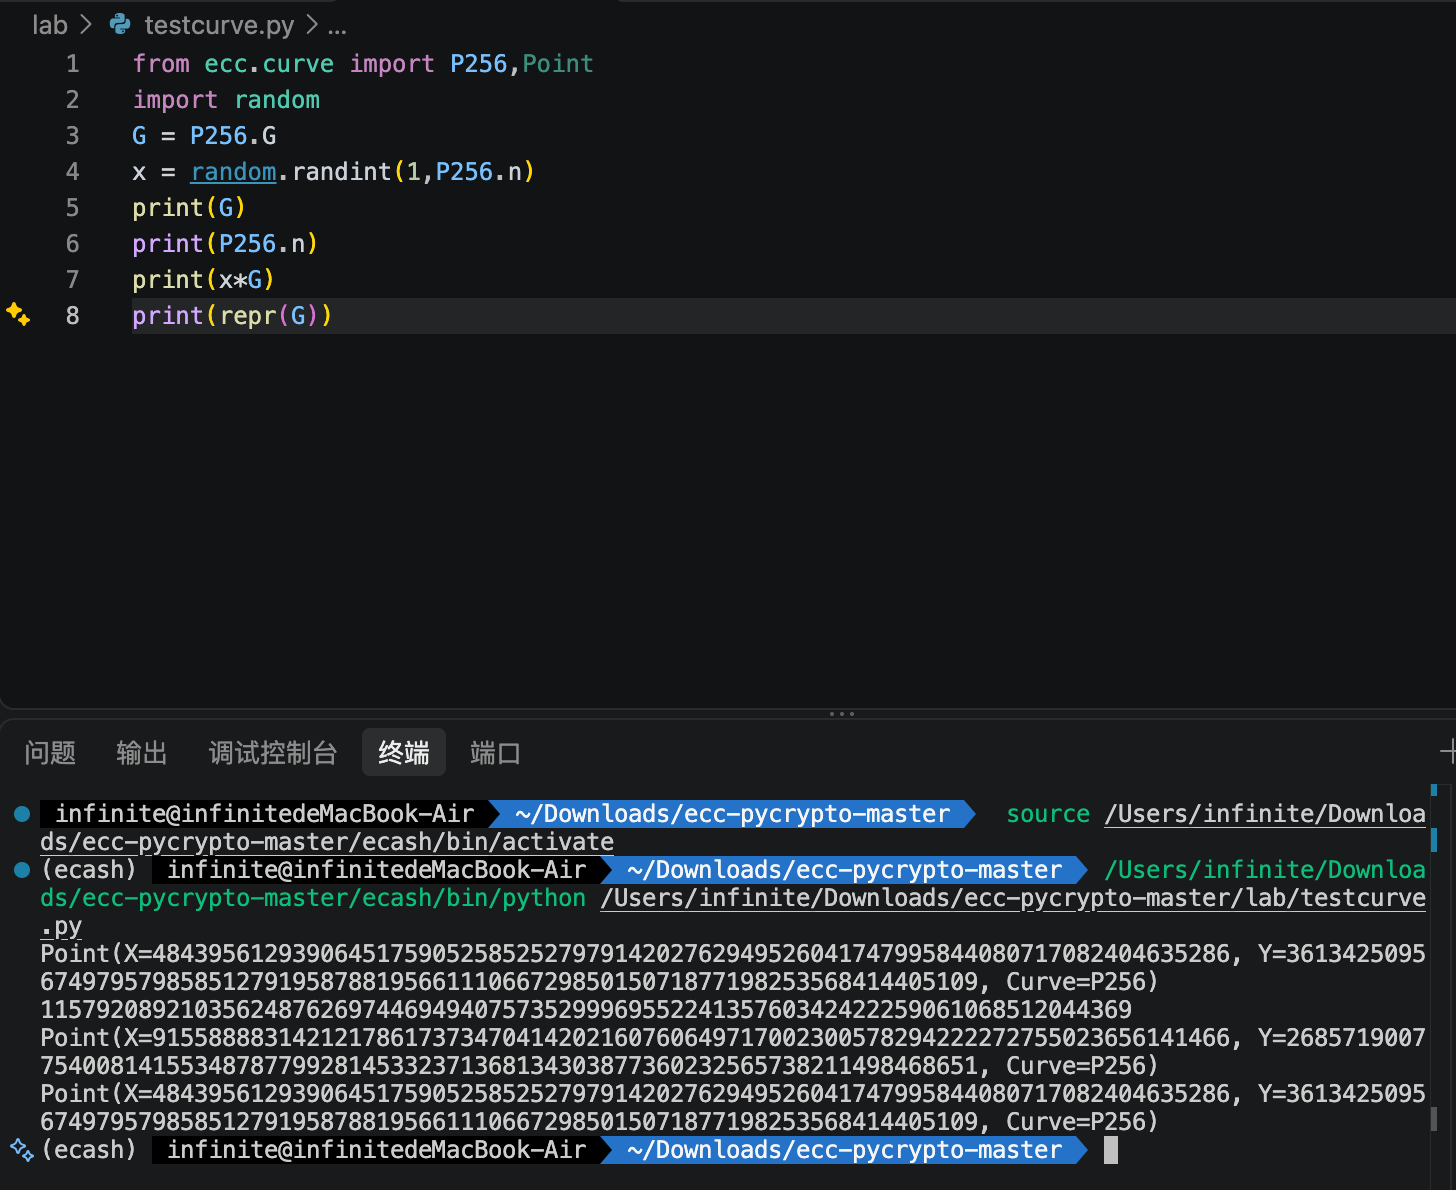 lab > testcurve.py > ...
1 from ecc.curve import P256,Point
2 import random
3 G = P256.G
4 x = random.randint(1,P256.n)
5 print(G)
6 print(P256.n)
7 print(x*G)
8 print(repr(G))
问题 输出 调试控制台 终端 端口
infinite@infinitedeMacBook-Air ~/Downloads/ecc-pycrypto-master source /Users/infinite/Downloa
ds/ecc-pycrypto-master/ecash/bin/activate
(ecash) infinite@infinitedeMacBook-Air ~/Downloads/ecc-pycrypto-master /Users/infinite/Downloa
ds/ecc-pycrypto-master/ecash/bin/python /Users/infinite/Downloads/ecc-pycrypto-master/lab/testcurve
.py
Point(X=48439561293906451759052585252797914202762949526041747995844080717082404635286, Y=3613425095
6749795798585127919587881956611106672985015071877198253568414405109, Curve=P256)
115792089210356248762697446949407573529996955224135760342422259061068512044369
Point(X=91558888314212178617373470414202160760649717002300578294222272755023656141466, Y=2685719007
7540081415534878779928145332371368134303877360232565738211498468651, Curve=P256)
Point(X=48439561293906451759052585252797914202762949526041747995844080717082404635286, Y=3613425095
6749795798585127919587881956611106672985015071877198253568414405109, Curve=P256)
(ecash) infinite@infinitedeMacBook-Air ~/Downloads/ecc-pycrypto-master